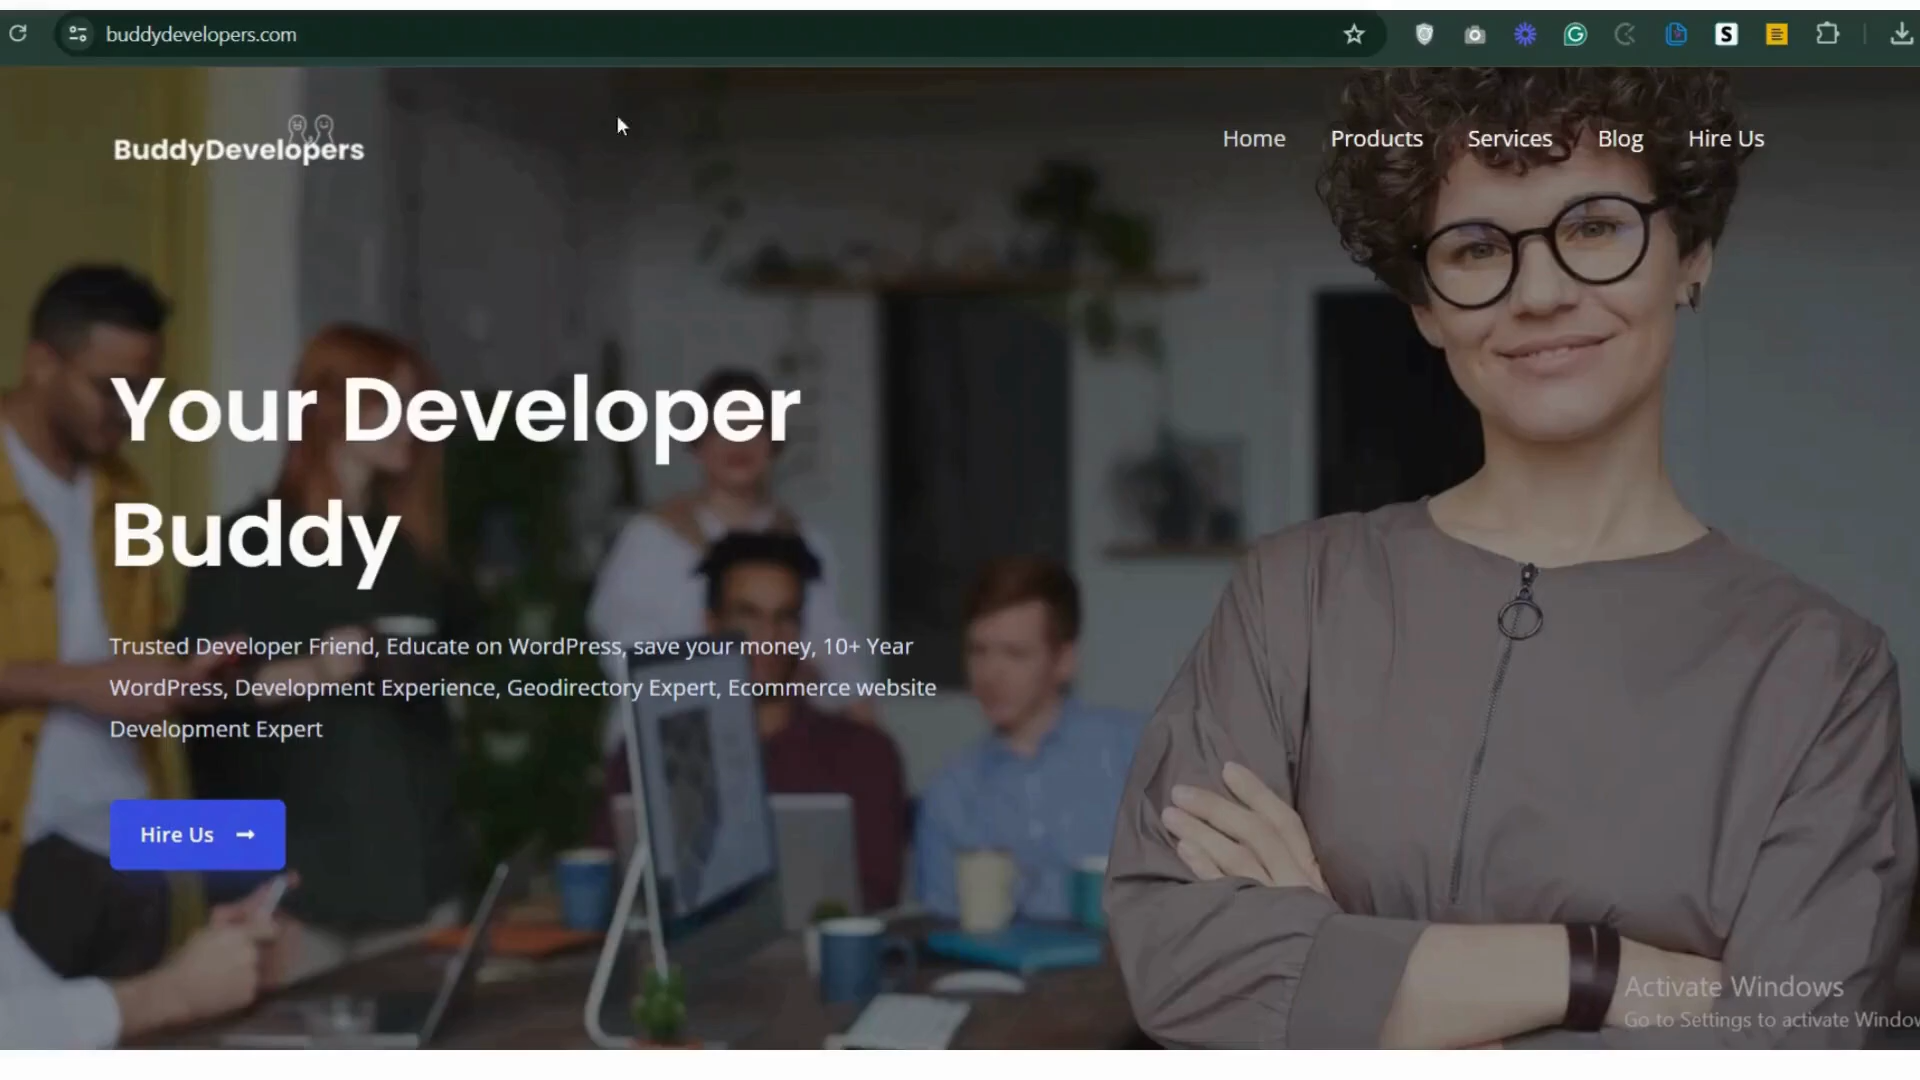 buddydevelopers.com
BuddyDevelopers
Home
Products
Services
Blog
Hire Us
Your Developer
Buddy
Trusted Developer Friend, Educate on WordPress, save your money, 10+ Year
WordPress, Development Experience, Geodirectory Expert, Ecommerce website
Development Expert
Hire Us
Activate Windows
Go to Settings to activate Window